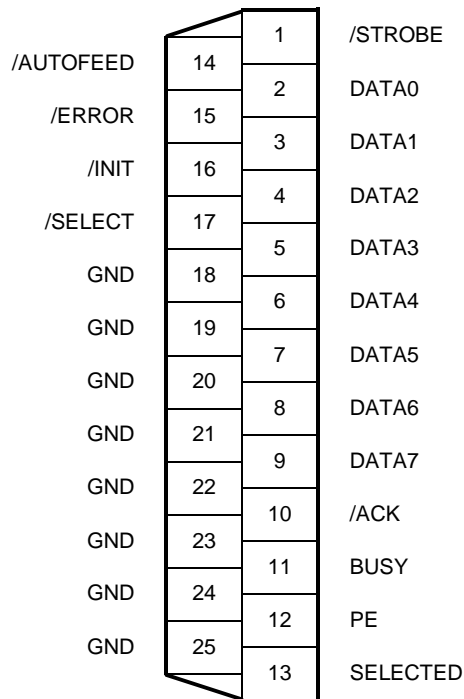 1 /STROBE
/AUTOFEED 14
2 DATA0
/ERROR 15
3 DATA1
/INIT 16
4 DATA2
/SELECT 17
5 DATA3
GND 18
6 DATA4
GND 19
7 DATA5
GND 20
8 DATA6
GND 21
9 DATA7
GND 22
10 /ACK
GND 23
11 BUSY
GND 24
12 PE
GND 25
13 SELECTED